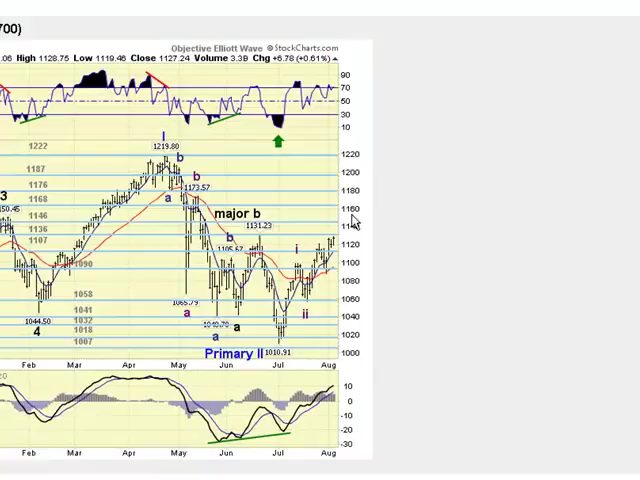 700)
Objective Elliott Wave © StockCharts.com
.06 High 1128.75 Low 1119.46 Close 1127.24 Volume 3.3B Chg +6.78 (+0.61%)
90
70
50
30
10
I
1222
1219.80
1220
b
1187
b
1200
1176
a
1173.57
1180
3
1168
1160
50.45
1146
major b
1140
1136
1131.23
1107
b
1105.67
i
1120
1090
1100
1080
1058
1065.79
1060
1044.50
1041
a
a
ii
1040
4
1032
1018
a
1020
1007
Primary II
1010.91
1000
Feb Mar Apr May Jun Jul Aug
20
10
0
-10
-20
-30
Feb Mar Apr May Jun Jul Aug